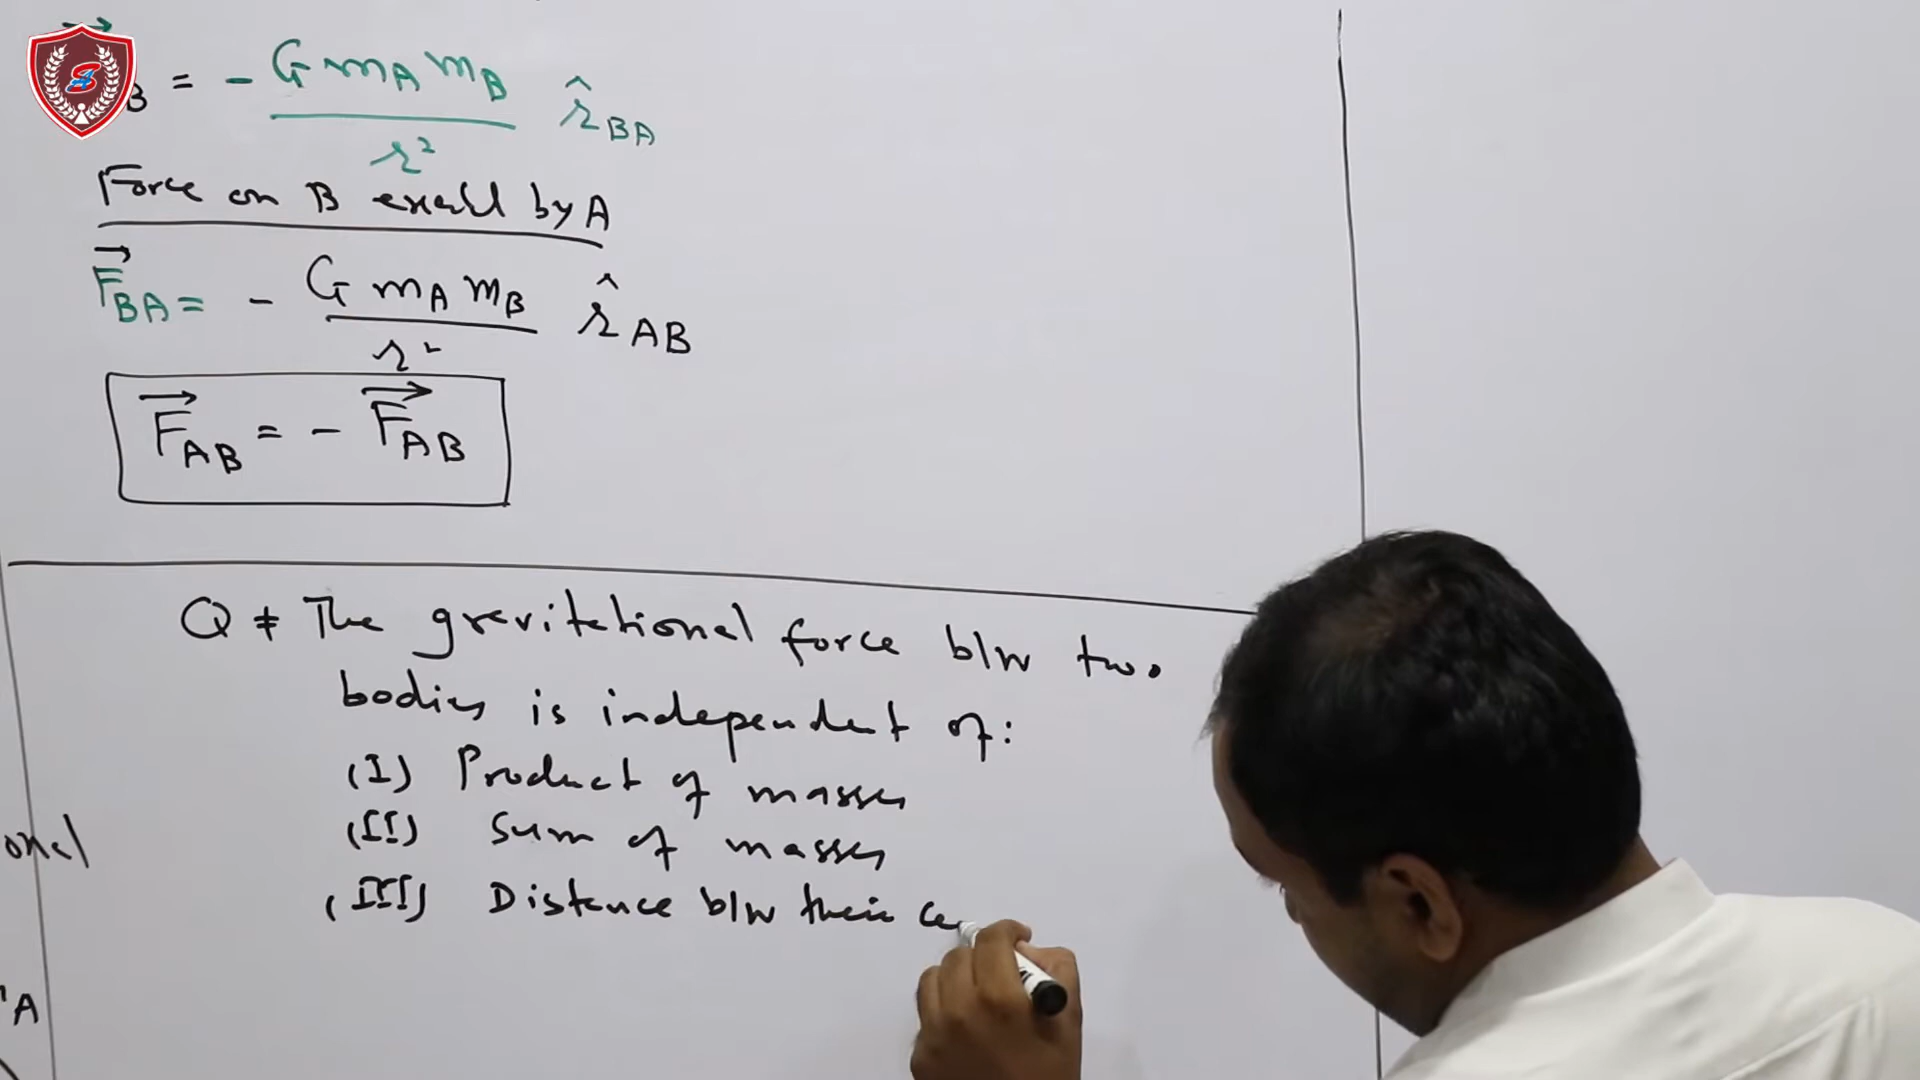 B = - G mA mB / r² r̂BA
Force on B exerted by A
F⃗BA = - G mA mB / r² r̂AB
F⃗AB = - F⃗AB
Q * The gravitational force b/w two
bodies is independent of:
(I) Product of masses
(II) Sum of masses
(III) Distance b/w their ce
onal
A